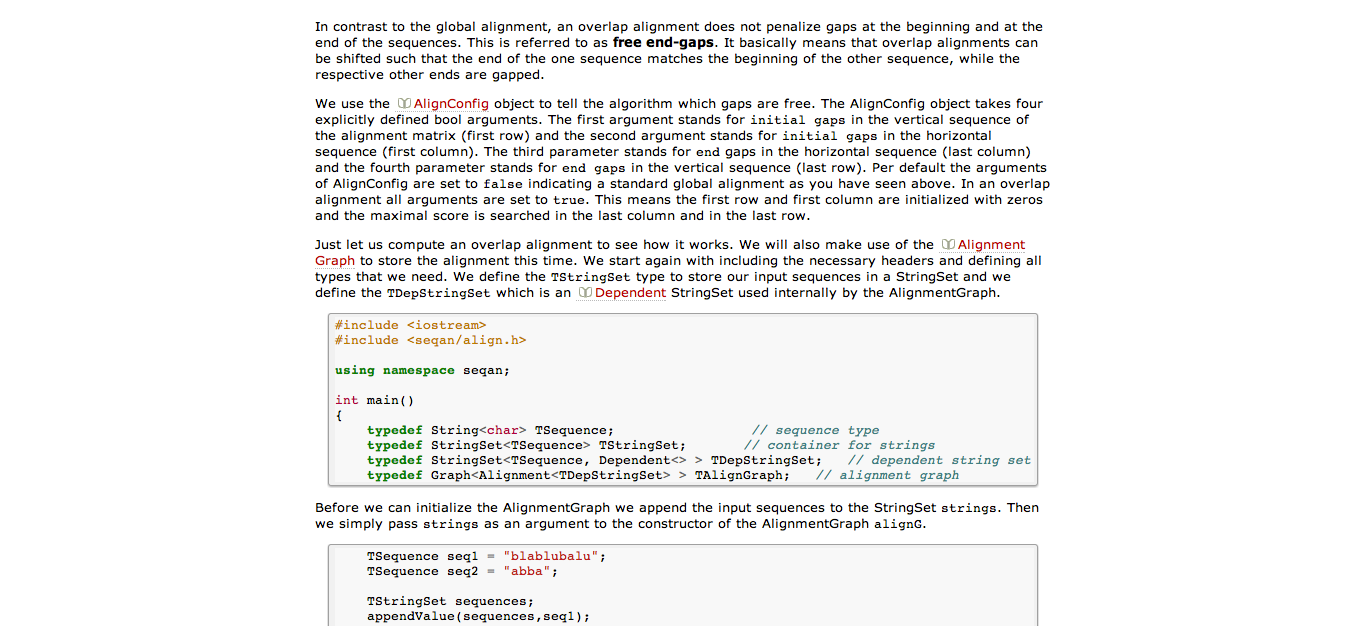 In contrast to the global alignment, an overlap alignment does not penalize gaps at the beginning and at the
end of the sequences. This is referred to as free end-gaps. It basically means that overlap alignments can
be shifted such that the end of the one sequence matches the beginning of the other sequence, while the
respective other ends are gapped.
We use the AlignConfig object to tell the algorithm which gaps are free. The AlignConfig object takes four
explicitly defined bool arguments. The first argument stands for initial gaps in the vertical sequence of
the alignment matrix (first row) and the second argument stands for initial gaps in the horizontal
sequence (first column). The third parameter stands for end gaps in the horizontal sequence (last column)
and the fourth parameter stands for end gaps in the vertical sequence (last row). Per default the arguments
of AlignConfig are set to false indicating a standard global alignment as you have seen above. In an overlap
alignment all arguments are set to true. This means the first row and first column are initialized with zeros
and the maximal score is searched in the last column and in the last row.
Just let us compute an overlap alignment to see how it works. We will also make use of the Alignment
Graph to store the alignment this time. We start again with including the necessary headers and defining all
types that we need. We define the TStringSet type to store our input sequences in a StringSet and we
define the TDepStringSet which is an Dependent StringSet used internally by the AlignmentGraph.
#include <iostream>
#include <seqan/align.h>
using namespace seqan;
int main()
{
typedef String<char> TSequence; // sequence type
typedef StringSet<TSequence> TStringSet; // container for strings
typedef StringSet<TSequence, Dependent<> > TDepStringSet; // dependent string set
typedef Graph<Alignment<TDepStringSet> > TAlignGraph; // alignment graph
Before we can initialize the AlignmentGraph we append the input sequences to the StringSet strings. Then
we simply pass strings as an argument to the constructor of the AlignmentGraph alignG.
TSequence seq1 = "blablubalu";
TSequence seq2 = "abba";
TStringSet sequences;
appendValue(sequences,seq1);